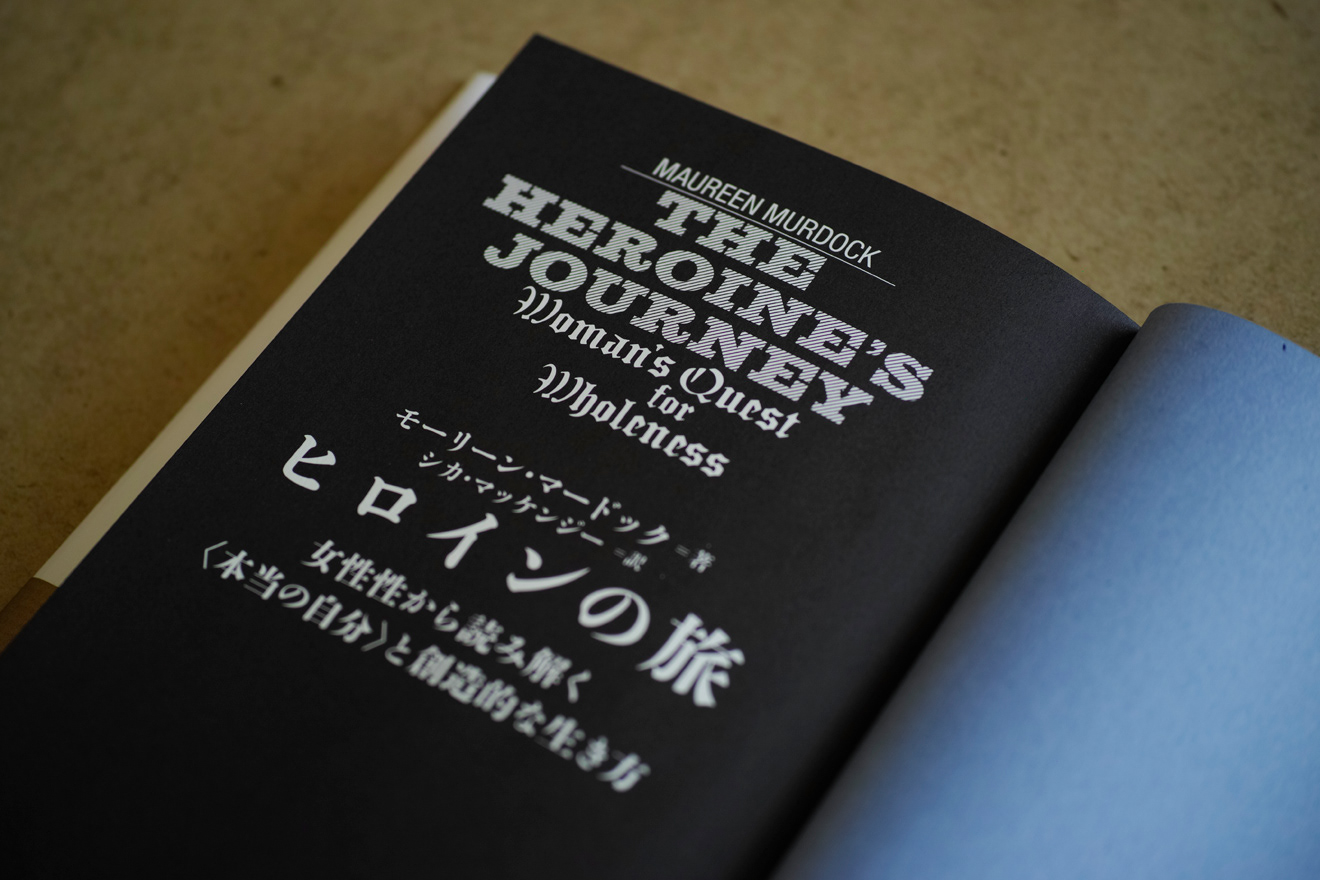 MAUREEN MURDOCK
THE
HEROINE'S
JOURNEY
Woman's Quest
for
Wholeness
モーリーン・マードック=著
シカ・マッケンジー=訳
ヒロインの旅
女性性から読み解く
〈本当の自分〉と創造的な生き方